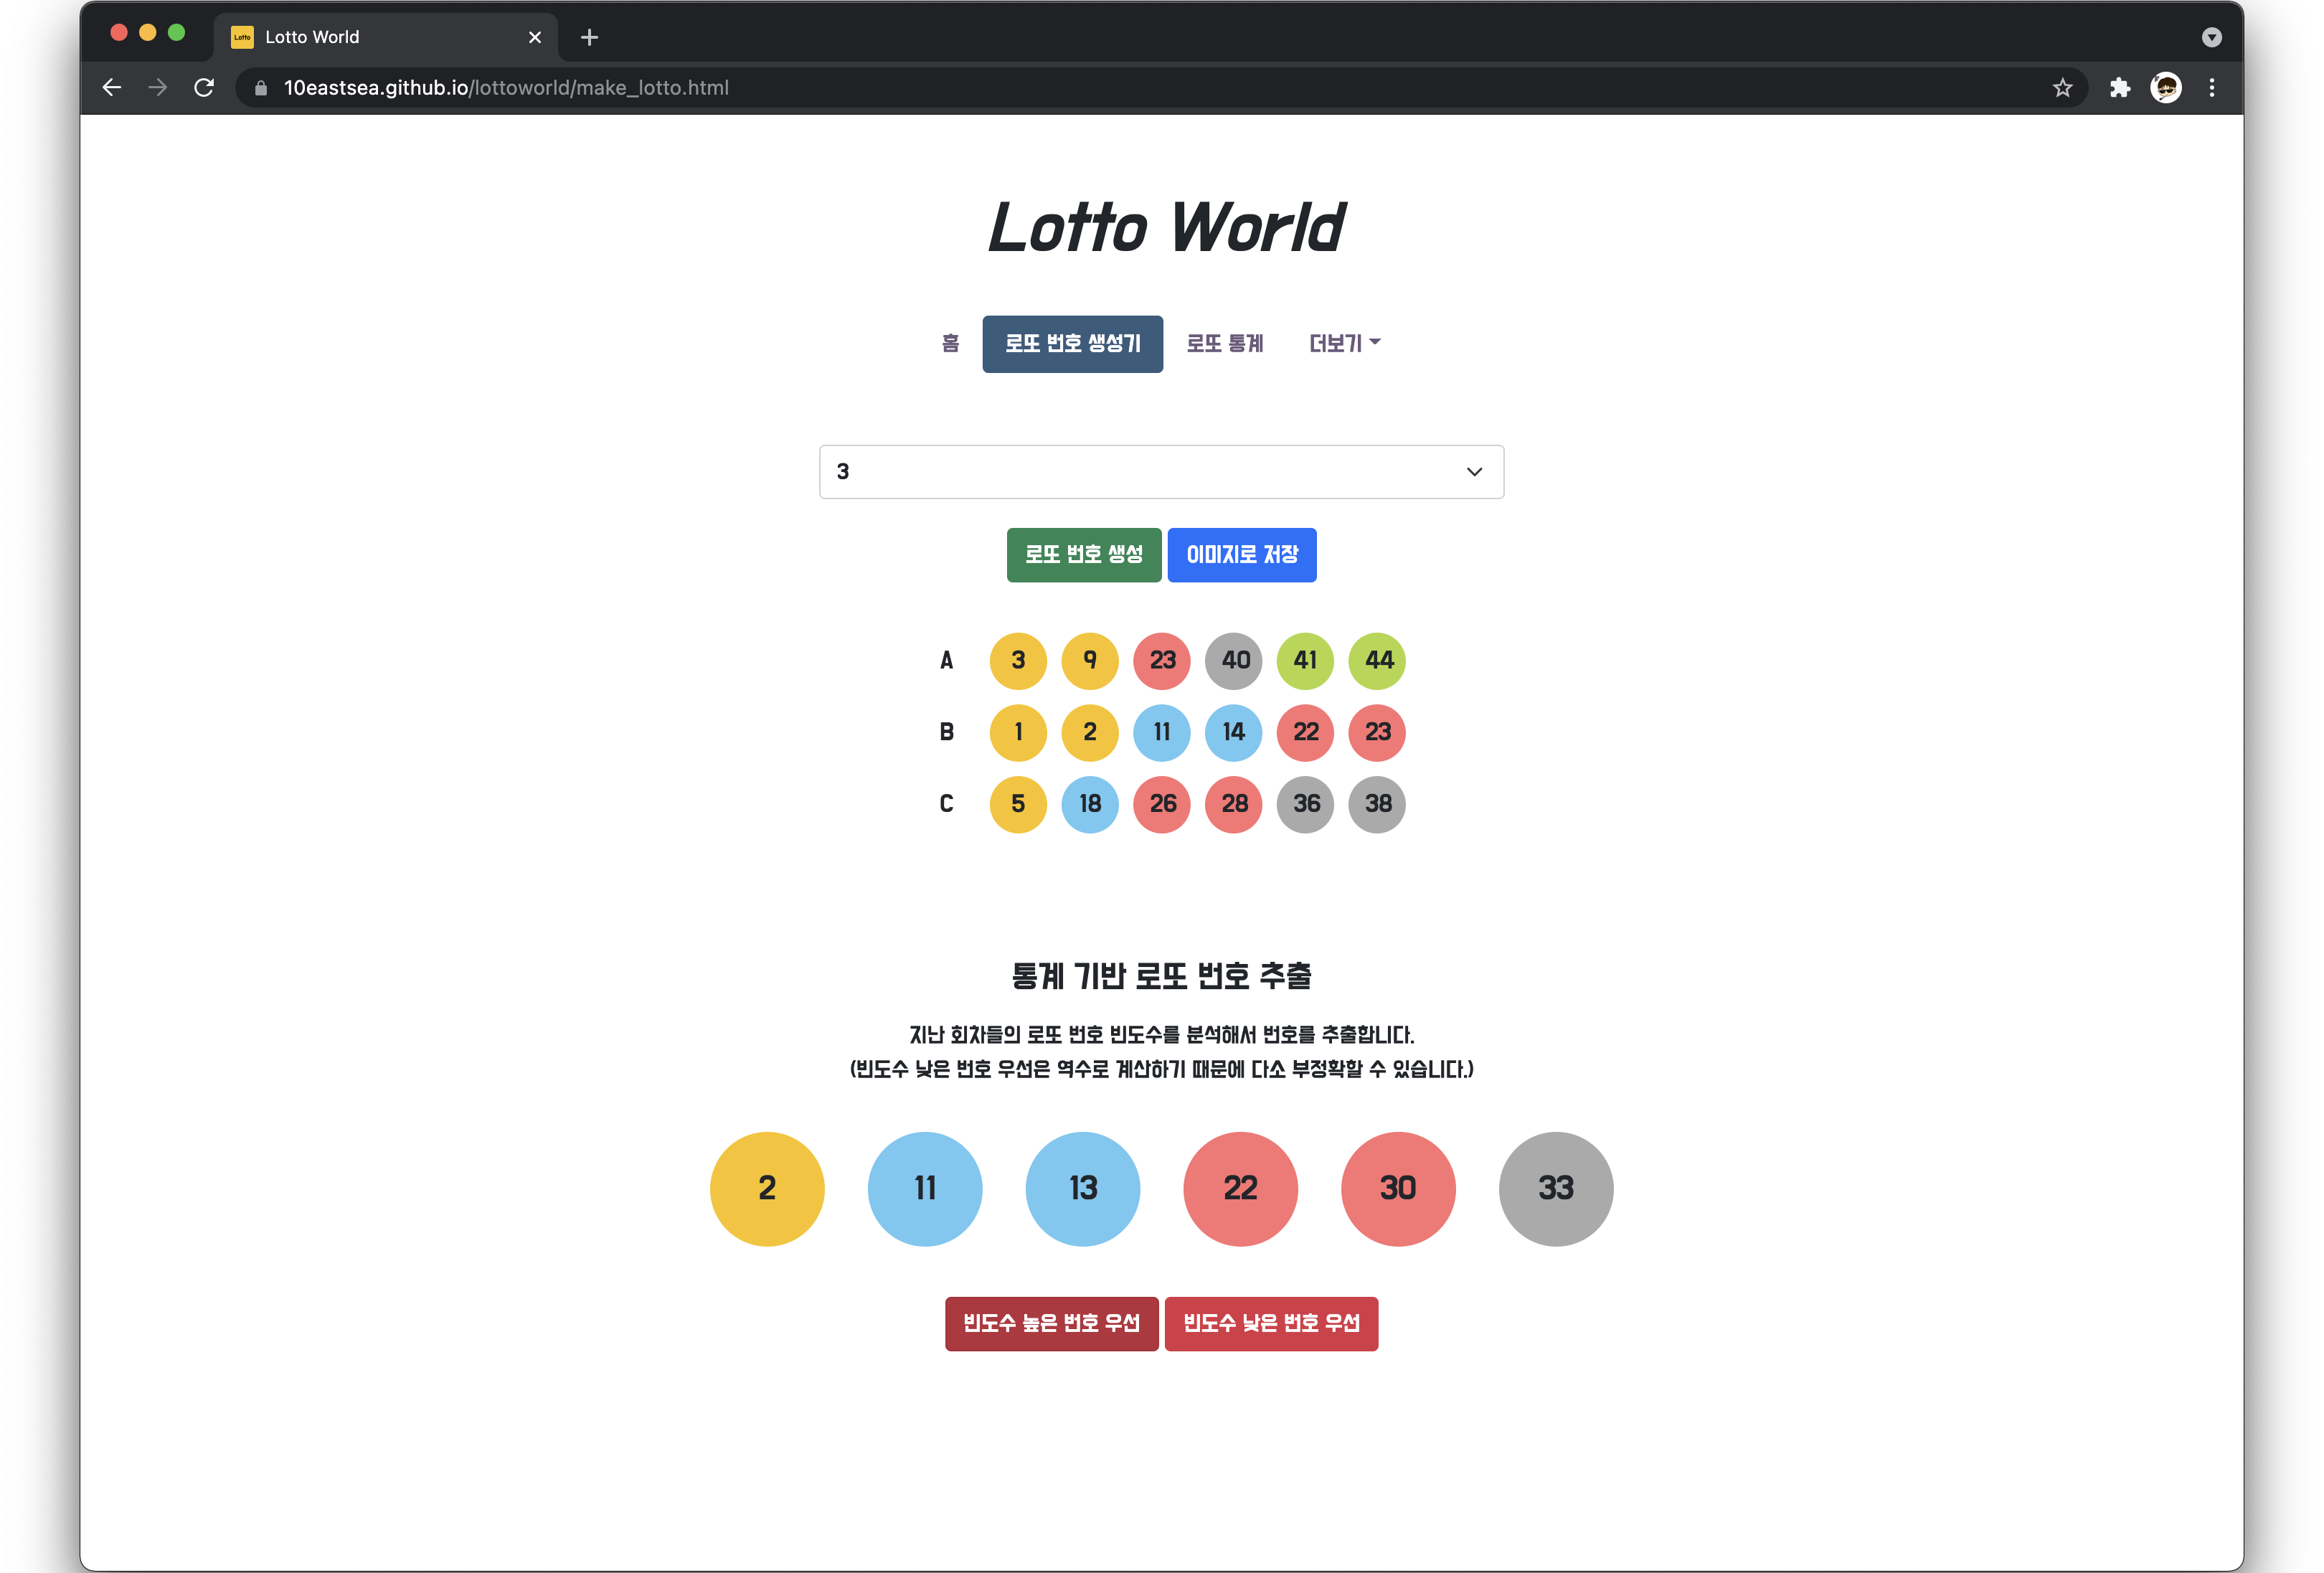 Lotto Lotto World
10eastsea.github.io/lottoworld/make_lotto.html
Lotto World
홈 로또 번호 생성기 로또 통계 더보기
3
로또 번호 생성 이미지로 저장
A 3 9 23 40 41 44
B 1 2 11 14 22 23
C 5 18 26 28 36 38
통계 기반 로또 번호 추출
지난 회차들의 로또 번호 빈도수를 분석해서 번호를 추출합니다.
(빈도수 낮은 번호 우선은 역수로 계산하기 때문에 다소 부정확할 수 있습니다.)
2 11 13 22 30 33
빈도수 높은 번호 우선 빈도수 낮은 번호 우선